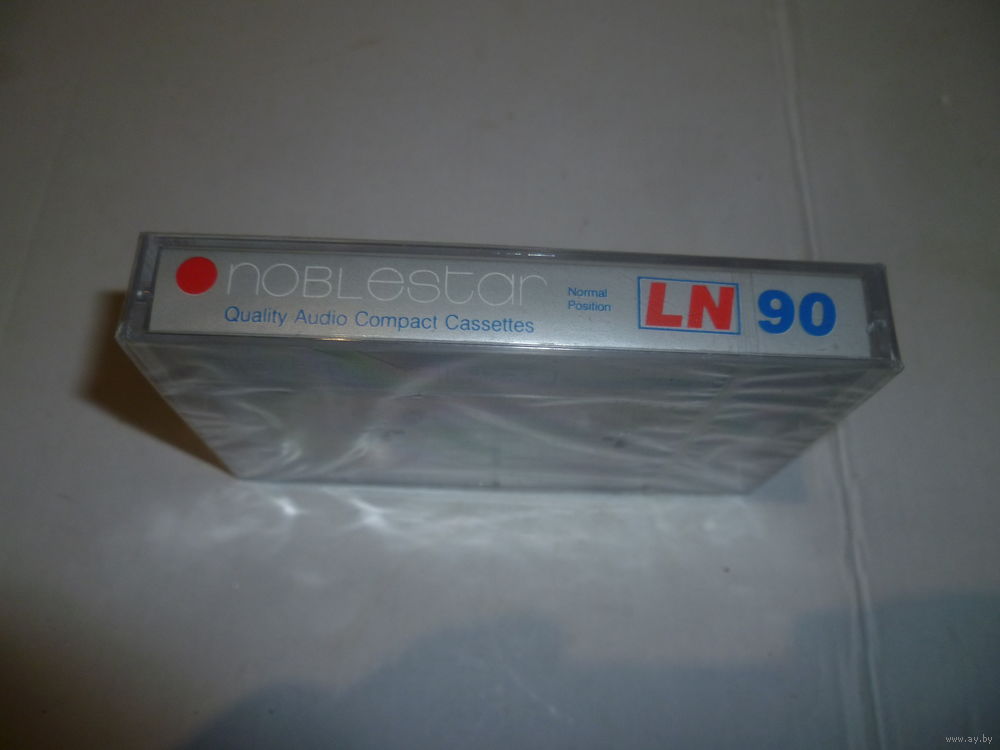 noblestar
Quality Audio Compact Cassettes
Normal
Position
LN
90
www.ay.by